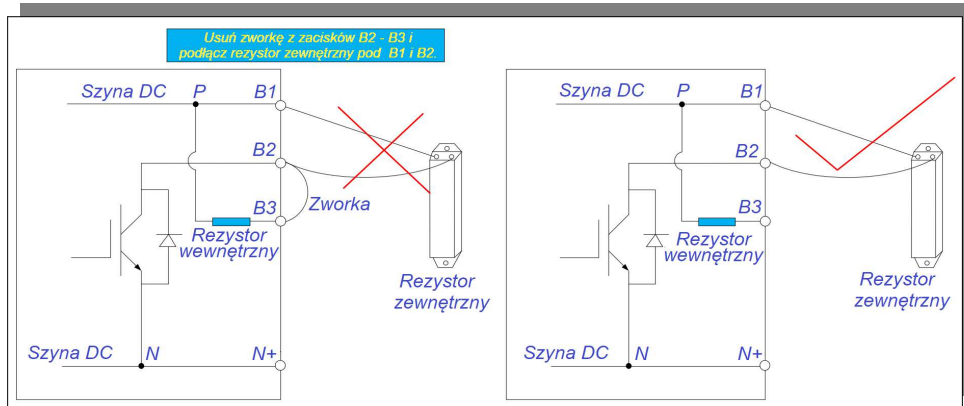 Usuń zworkę z zacisków B2 - B3 i
podłącz rezystor zewnętrzny pod B1 i B2.
Szyna DC P B1
B2
B3
Zworka
Rezystor
wewnętrzny
Rezystor
zewnętrzny
Szyna DC N N+
Szyna DC P B1
B2
B3
Rezystor
wewnętrzny
Rezystor
zewnętrzny
Szyna DC N N+